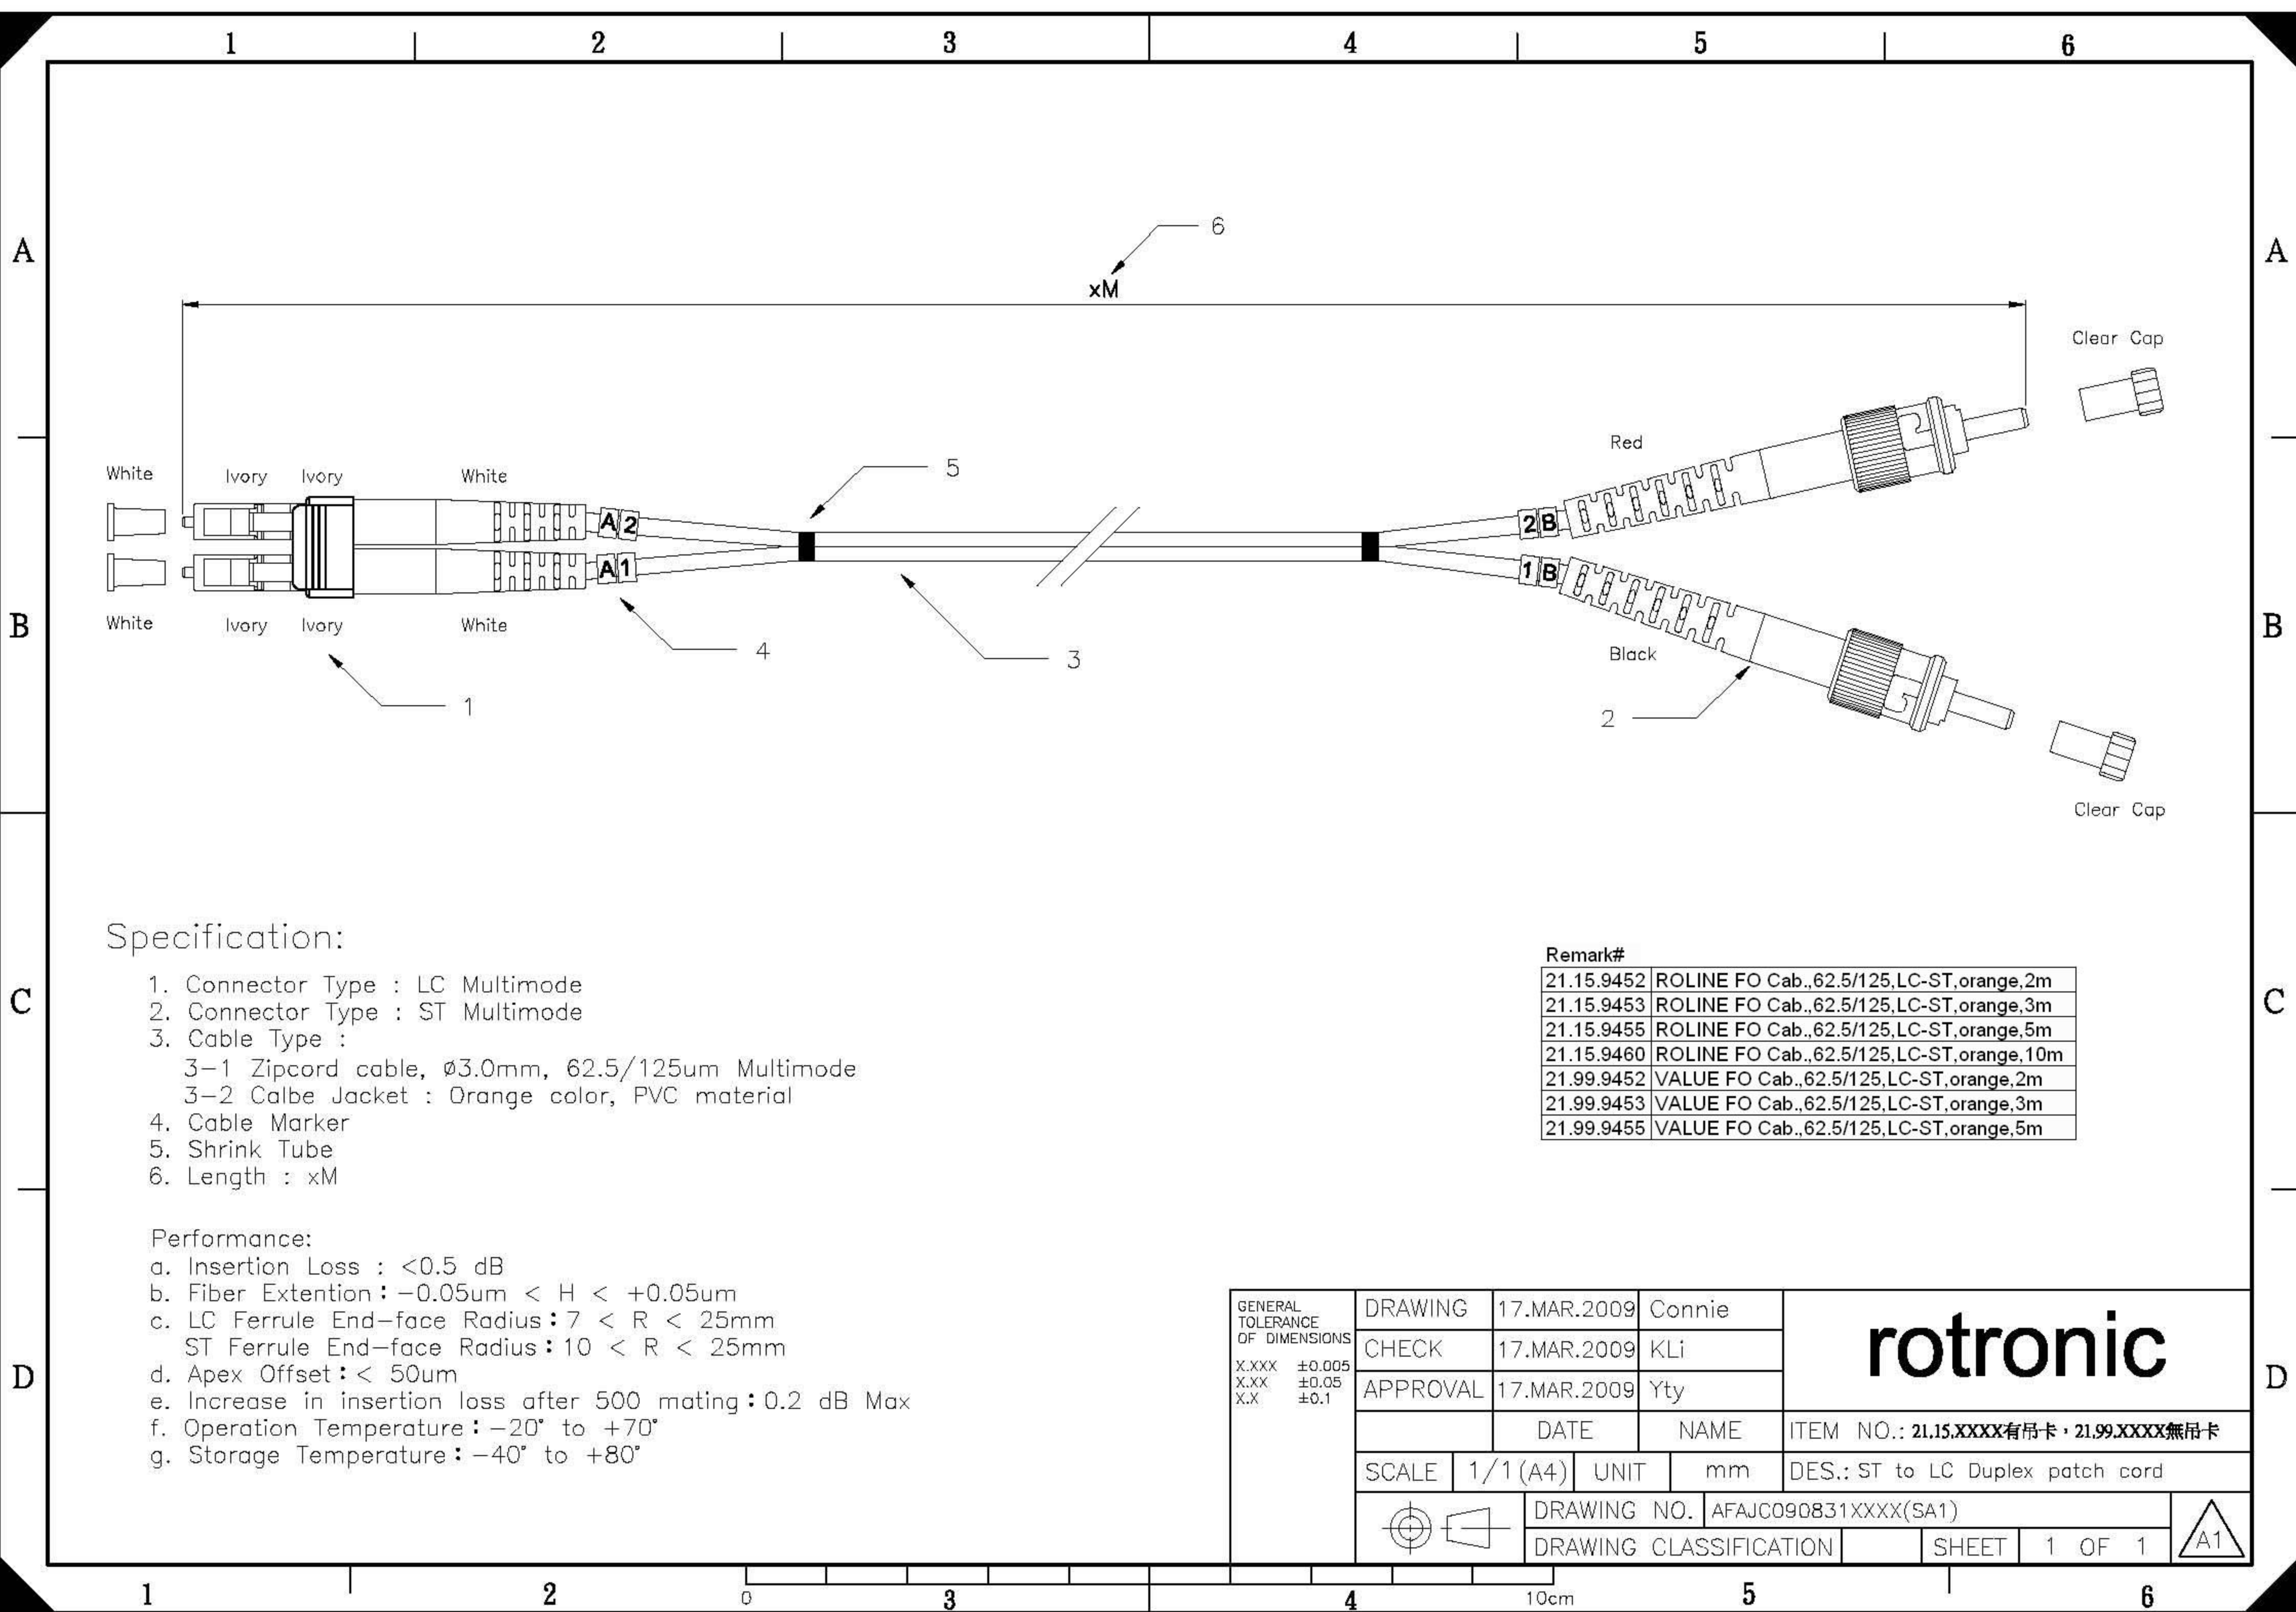 1 2 3 4 5 6
A A
6
xM
Clear Cap
Red
5
White Ivory Ivory White
A 2
2 B
A 1
1 B
B B
White Ivory Ivory White
4
3
Black
1
2
Clear Cap
Specification:
1. Connector Type : LC Multimode
2. Connector Type : ST Multimode
3. Cable Type :
3-1 Zipcord cable, ø3.0mm, 62.5/125um Multimode
3-2 Calbe Jacket : Orange color, PVC material
4. Cable Marker
5. Shrink Tube
6. Length : xM
C C
Remark#
21.15.9452 ROLINE FO Cab.,62.5/125,LC-ST,orange,2m
21.15.9453 ROLINE FO Cab.,62.5/125,LC-ST,orange,3m
21.15.9455 ROLINE FO Cab.,62.5/125,LC-ST,orange,5m
21.15.9460 ROLINE FO Cab.,62.5/125,LC-ST,orange,10m
21.99.9452 VALUE FO Cab.,62.5/125,LC-ST,orange,2m
21.99.9453 VALUE FO Cab.,62.5/125,LC-ST,orange,3m
21.99.9455 VALUE FO Cab.,62.5/125,LC-ST,orange,5m
Performance:
a. Insertion Loss : <0.5 dB
b. Fiber Extention : -0.05um < H < +0.05um
c. LC Ferrule End-face Radius : 7 < R < 25mm
ST Ferrule End-face Radius : 10 < R < 25mm
d. Apex Offset : < 50um
e. Increase in insertion loss after 500 mating : 0.2 dB Max
f. Operation Temperature : -20° to +70°
g. Storage Temperature : -40° to +80°
D D
GENERAL
TOLERANCE
OF DIMENSIONS
X.XXX ±0.005
X.XX ±0.05
X.X ±0.1
DRAWING 17.MAR.2009 Connie
CHECK 17.MAR.2009 KLi
APPROVAL 17.MAR.2009 Yty
DATE NAME
rotronic
ITEM NO.: 21.15.XXXX有吊卡，21.99.XXXX無吊卡
SCALE 1/1(A4) UNIT mm
DES.: ST to LC Duplex patch cord
DRAWING NO. AFAJC090831XXXX(SA1)
DRAWING CLASSIFICATION SHEET 1 OF 1
A1
1 2 3 4 5 6
0 10cm